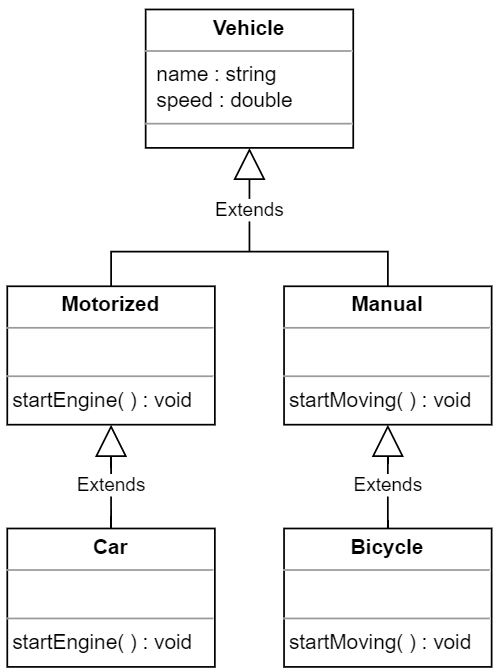 Vehicle
name : string
speed : double
Extends
Motorized
startEngine( ) : void
Manual
startMoving( ) : void
Extends
Extends
Car
startEngine( ) : void
Bicycle
startMoving( ) : void